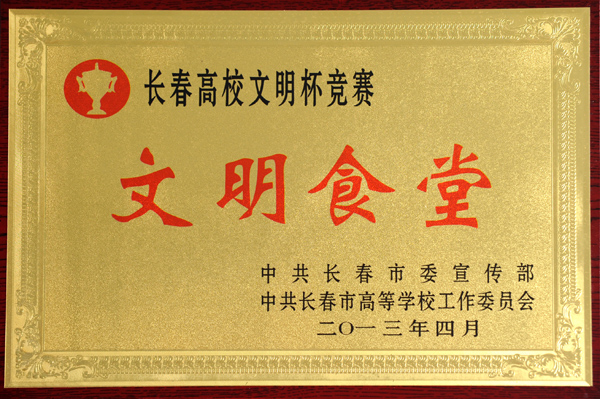 长春高校文明杯竞赛
文明食堂
中共长春市委宣传部
中共长春市高等学校工作委员会
二〇一三年四月